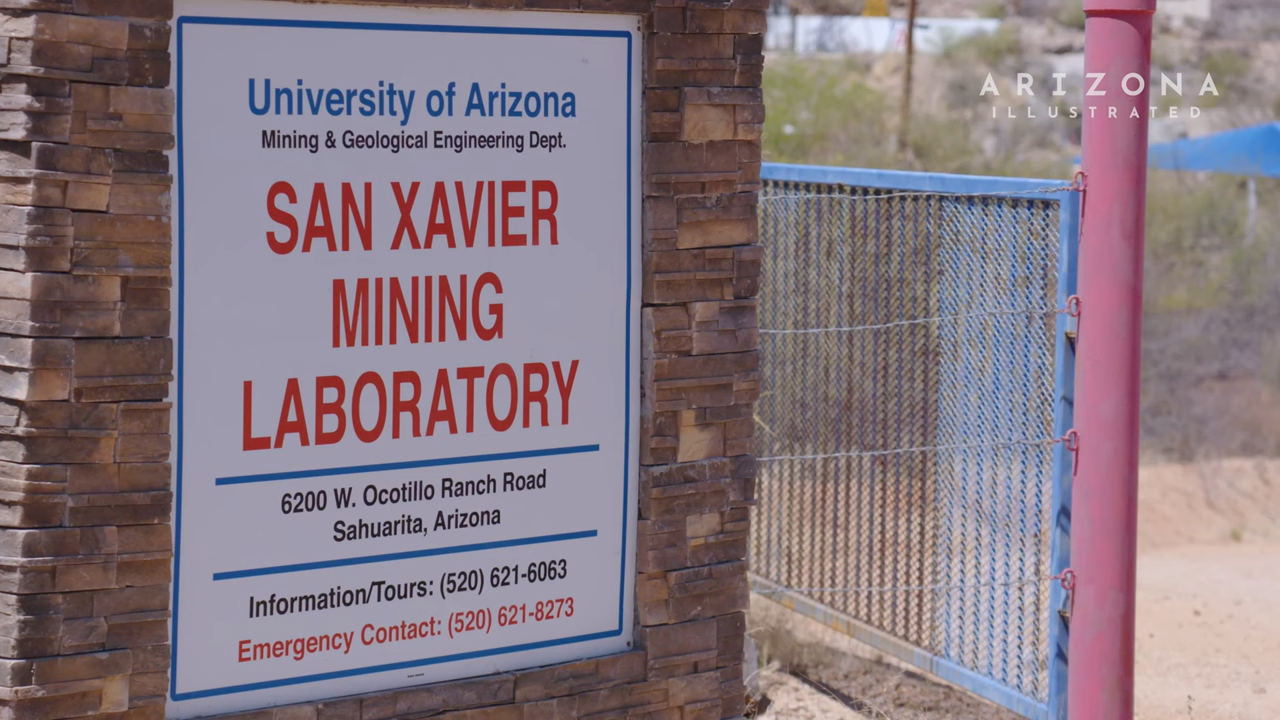 University of Arizona
Mining & Geological Engineering Dept.
SAN XAVIER
MINING
LABORATORY
6200 W. Ocotillo Ranch Road
Sahuarita, Arizona
Information/Tours: (520) 621-6063
Emergency Contact: (520) 621-8273
ARIZONA
ILLUSTRATED